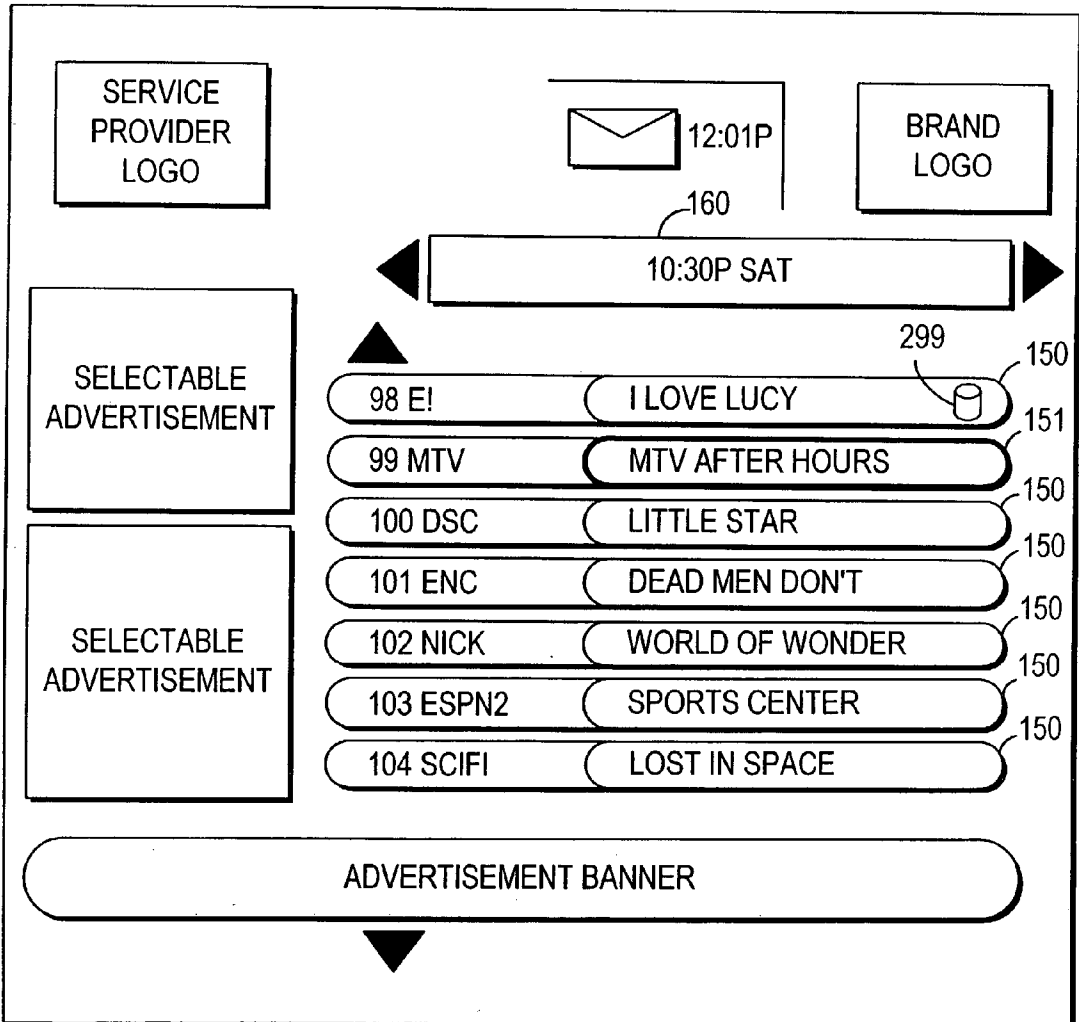 SERVICE
PROVIDER
LOGO
12:01P
BRAND
LOGO
160
10:30P SAT
SELECTABLE
ADVERTISEMENT
299
98 E! I LOVE LUCY 150
99 MTV MTV AFTER HOURS 151
100 DSC LITTLE STAR 150
101 ENC DEAD MEN DON'T 150
102 NICK WORLD OF WONDER 150
103 ESPN2 SPORTS CENTER 150
104 SCIFI LOST IN SPACE 150
SELECTABLE
ADVERTISEMENT
ADVERTISEMENT BANNER